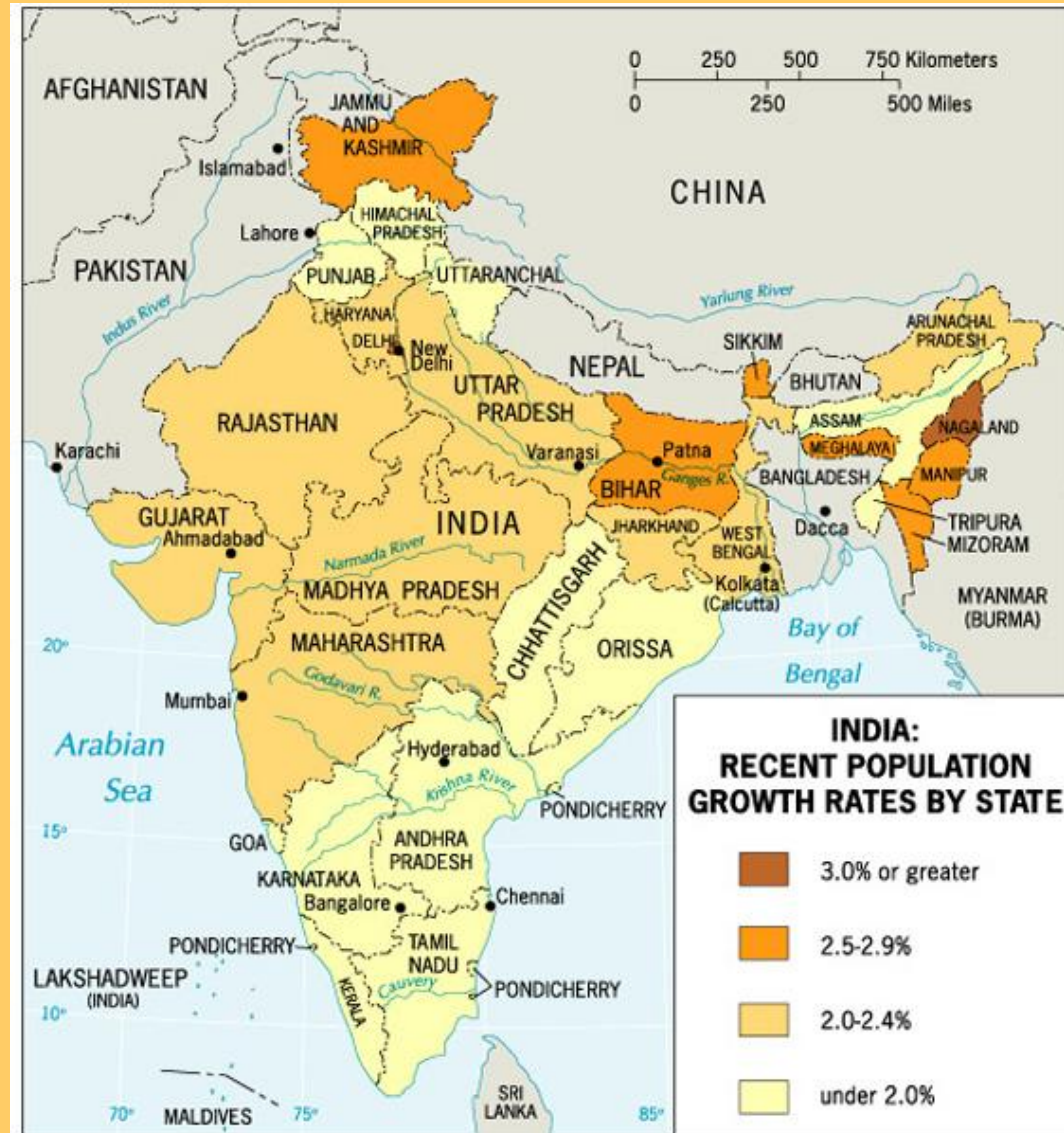 AFGHANISTAN
JAMMU
AND
KASHMIR
Islamabad
0 250 500 750 Kilometers
0 250 500 Miles
CHINA
Lahore
HIMACHAL
PRADESH
PAKISTAN
PUNJAB
UTTARANCHAL
Indus River
Yarlung River
HARYANA
DELHI
New
Delhi
NEPAL
SIKKIM
BHUTAN
ARUNACHAL
PRADESH
RAJASTHAN
UTTAR
PRADESH
ASSAM
NAGALAND
Karachi
Varanasi
Patna
MEGHALAYA
BIHAR
Ganges R.
BANGLADESH
MANIPUR
GUJARAT
Ahmadabad
INDIA
JHARKHAND
WEST
BENGAL
Dacca
TRIPURA
MIZORAM
Narmada River
MADHYA PRADESH
CHHATTISGARH
Kolkata
(Calcutta)
MYANMAR
(BURMA)
20°
MAHARASHTRA
ORISSA
Bay of
Bengal
Godavari R.
Mumbai
Arabian
Sea
Hyderabad
Krishna River
PONDICHERRY
15°
GOA
ANDHRA
PRADESH
KARNATAKA
Bangalore
Chennai
PONDICHERRY
TAMIL
NADU
LAKSHADWEEP
(INDIA)
KERALA
Cauvery
PONDICHERRY
10°
70°
MALDIVES
75°
SRI
LANKA
85°
INDIA:
RECENT POPULATION
GROWTH RATES BY STATE
3.0% or greater
2.5-2.9%
2.0-2.4%
under 2.0%